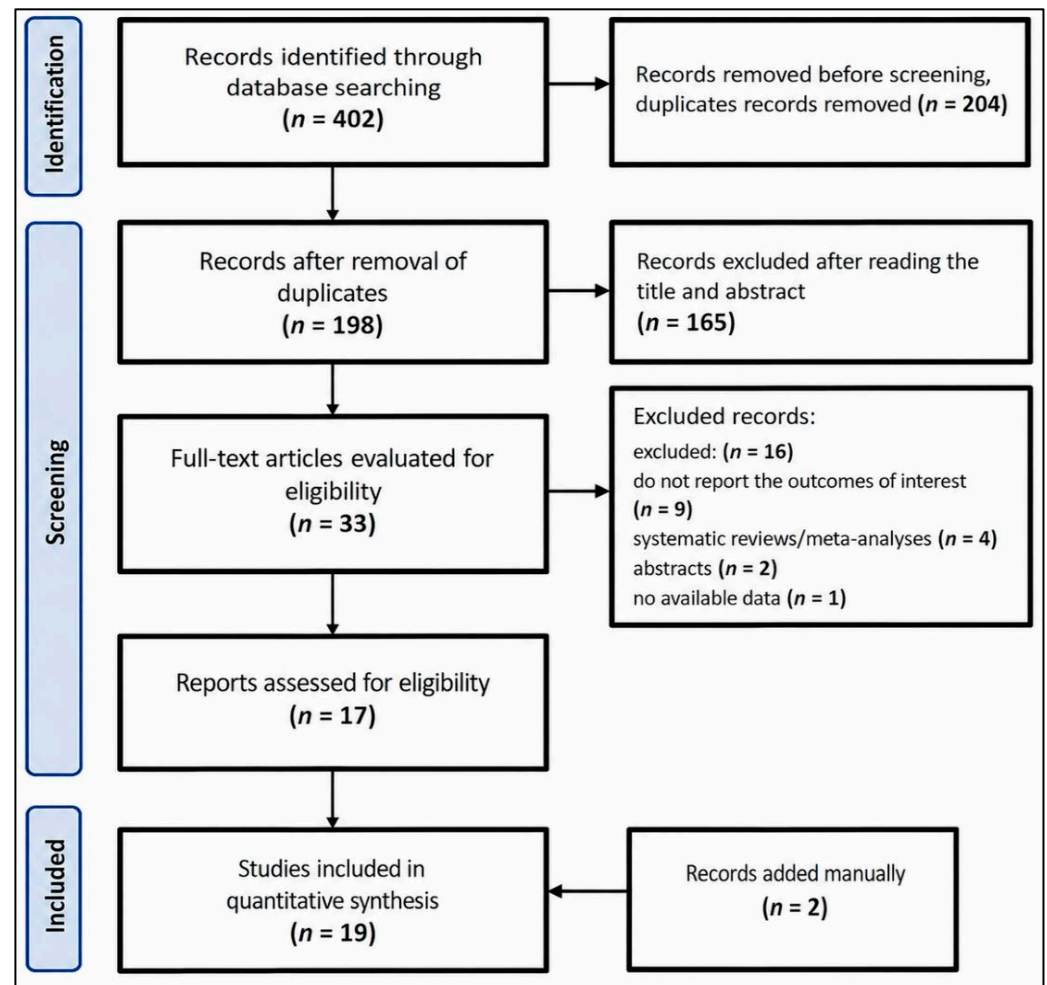 Identification
Records identified through
database searching
(n = 402)
Records removed before screening,
duplicates records removed (n = 204)
Screening
Records after removal of
duplicates
(n = 198)
Records excluded after reading the
title and abstract
(n = 165)
Full-text articles evaluated for
eligibility
(n = 33)
Excluded records:
excluded: (n = 16)
do not report the outcomes of interest
(n = 9)
systematic reviews/meta-analyses (n = 4)
abstracts (n = 2)
no available data (n = 1)
Reports assessed for eligibility
(n = 17)
Included
Studies included in
quantitative synthesis
(n = 19)
Records added manually
(n = 2)